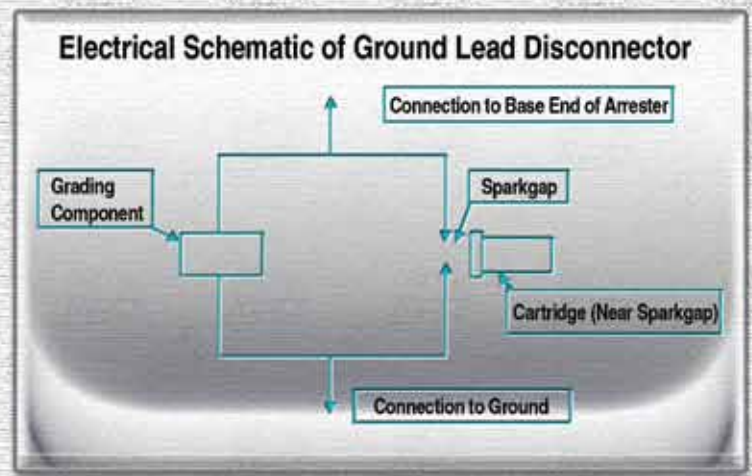 Electrical Schematic of Ground Lead Disconnector
Connection to Base End of Arrester
Grading
Component
Sparkgap
Cartridge (Near Sparkgap)
Connection to Ground